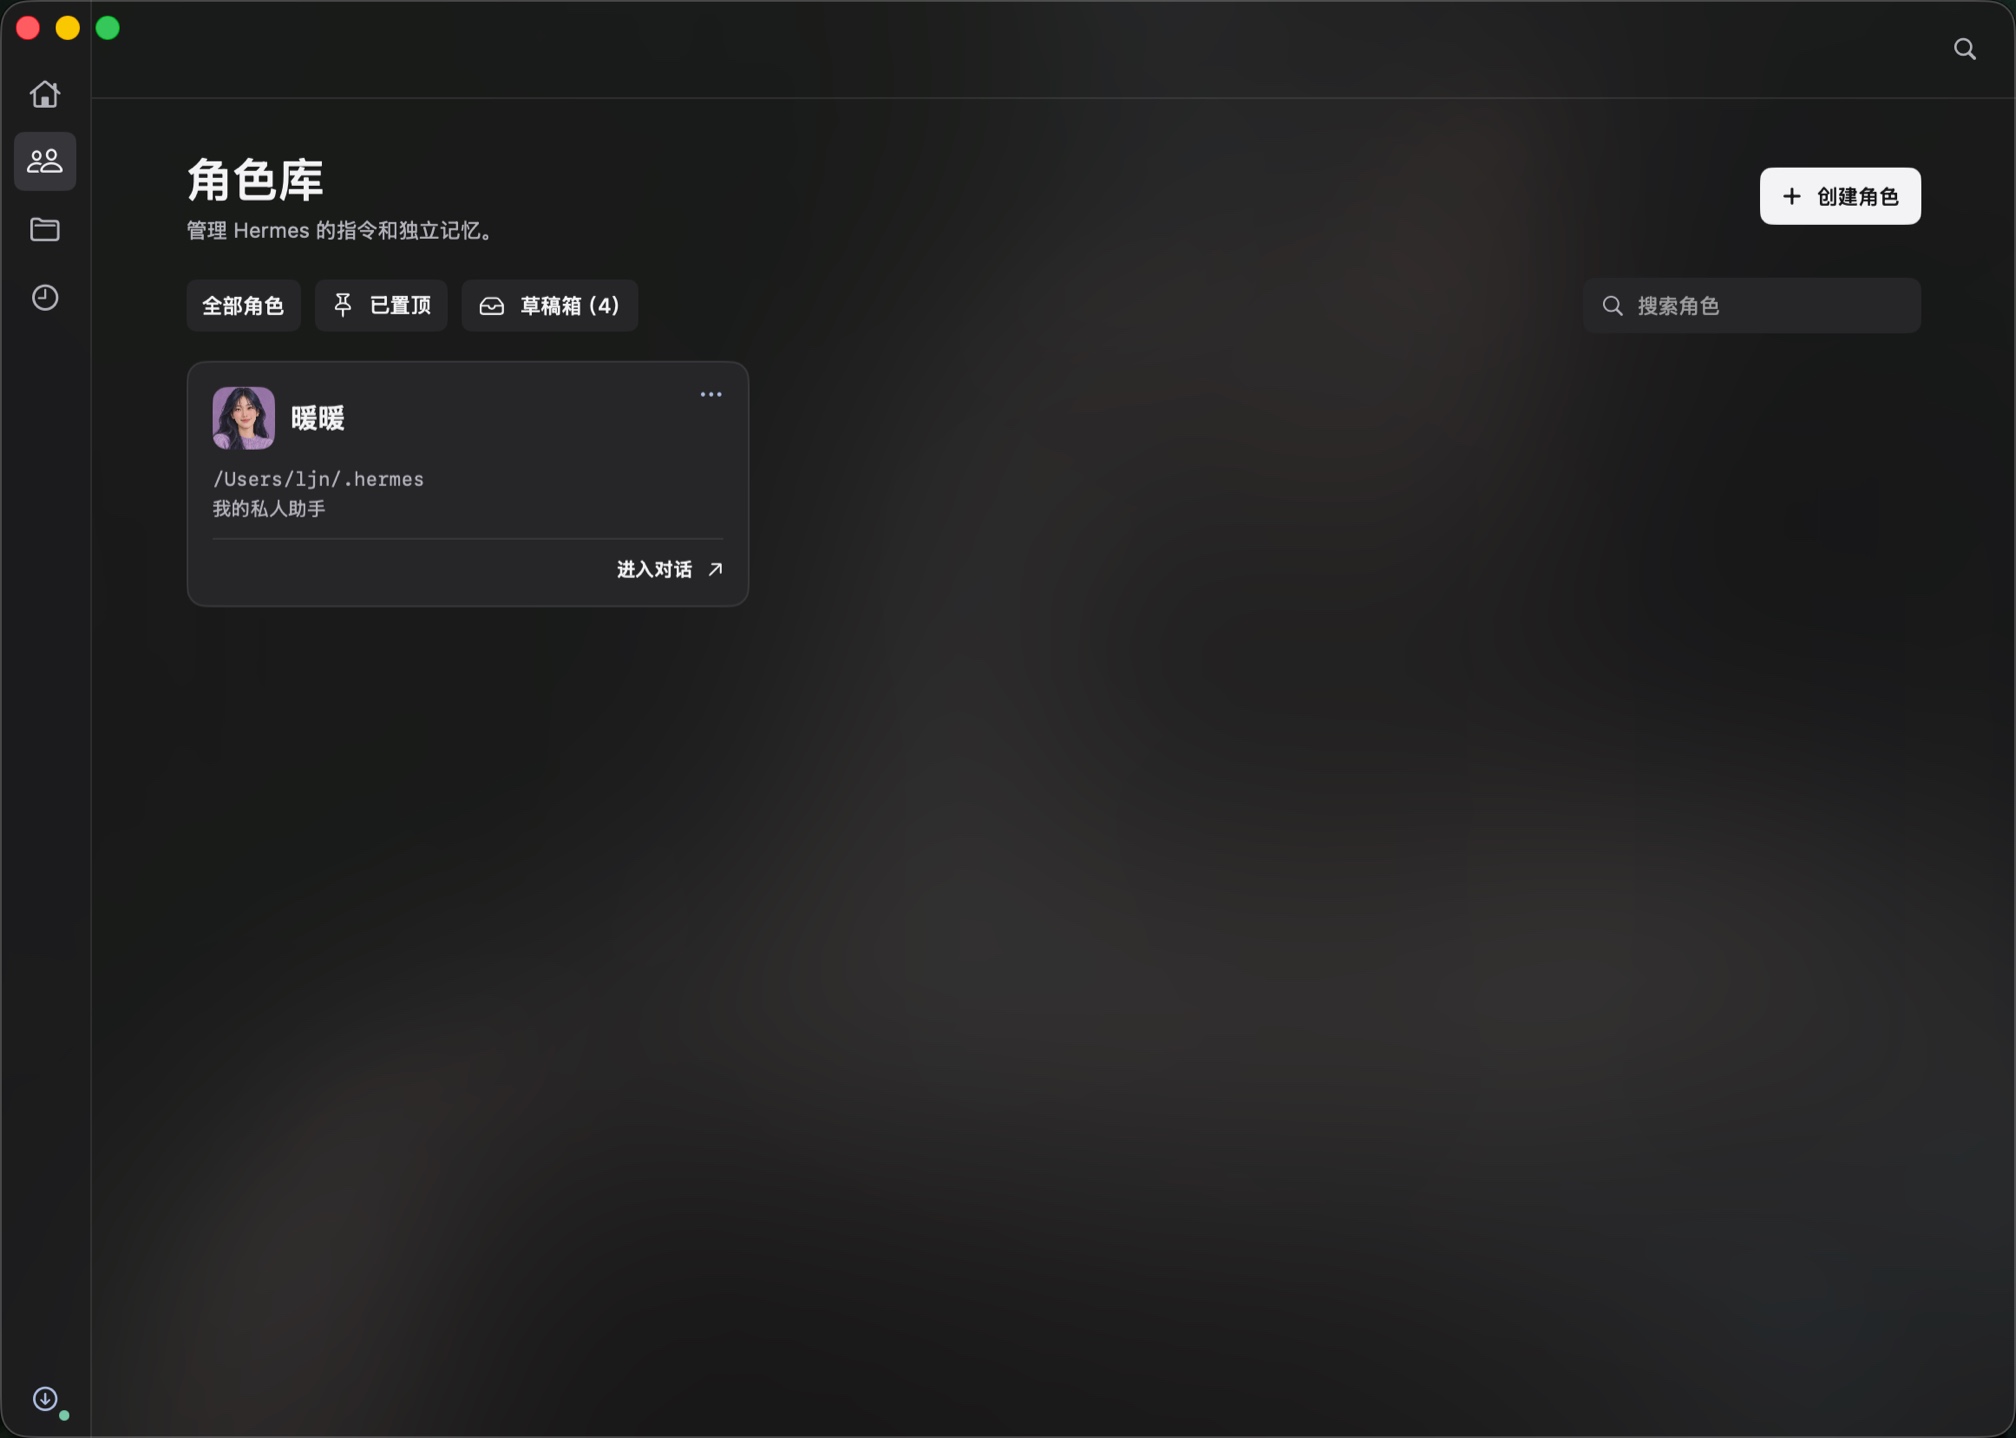 角色库
管理 Hermes 的指令和独立记忆。
创建角色
全部角色
已置顶
草稿箱 (4)
搜索角色
暖暖
/Users/ljn/.hermes
我的私人助手
进入对话